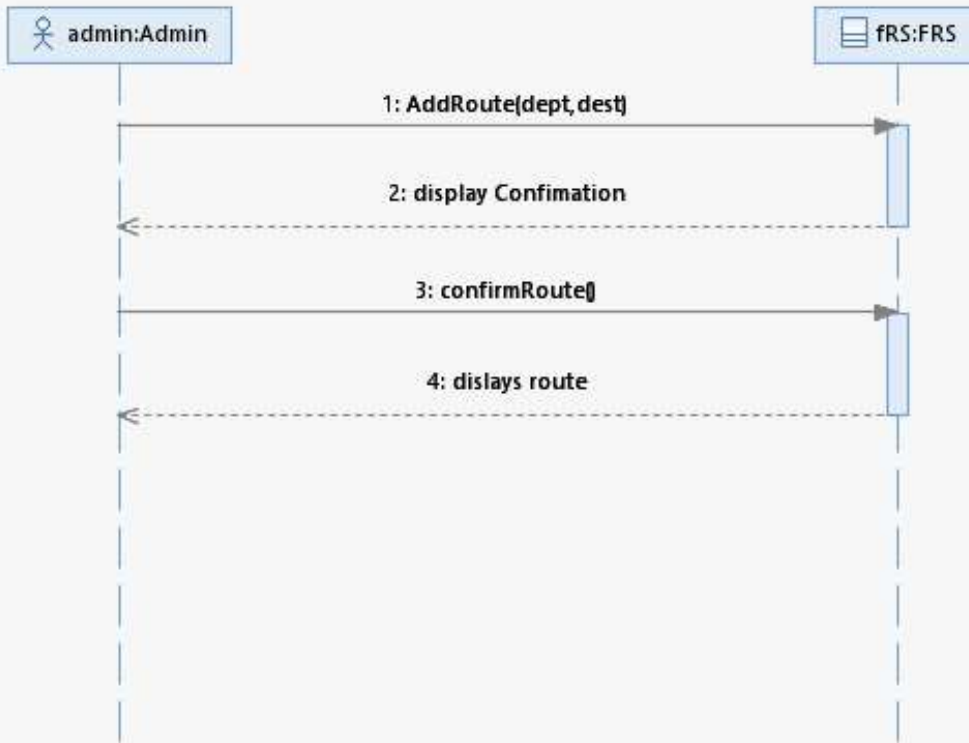 admin:Admin
fRS:FRS
1: AddRoute(dept,dest)
2: display Confimation
3: confirmRoute()
4: dislays route